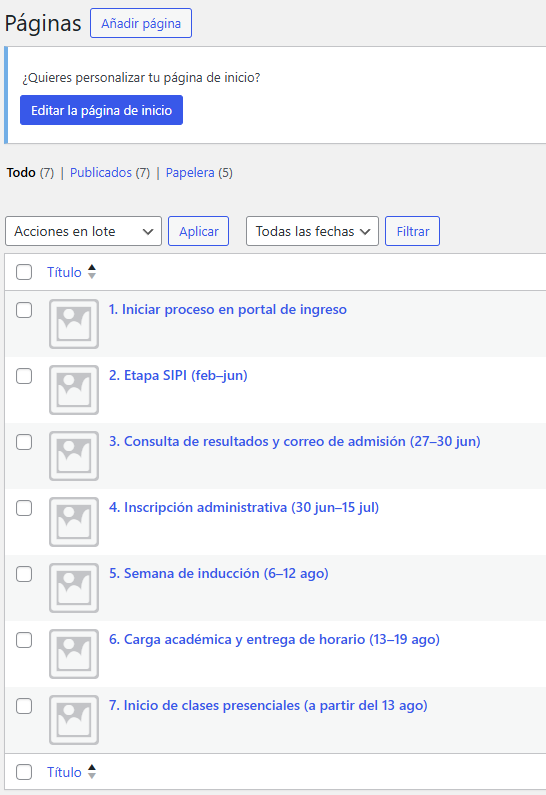 Páginas Añadir página
¿Quieres personalizar tu página de inicio?
Editar la página de inicio
Todo (7) | Publicados (7) | Papelera (5)
Acciones en lote Aplicar Todas las fechas Filtrar
Título
1. Iniciar proceso en portal de ingreso
2. Etapa SIPI (feb–jun)
3. Consulta de resultados y correo de admisión (27–30 jun)
4. Inscripción administrativa (30 jun–15 jul)
5. Semana de inducción (6–12 ago)
6. Carga académica y entrega de horario (13–19 ago)
7. Inicio de clases presenciales (a partir del 13 ago)
Título